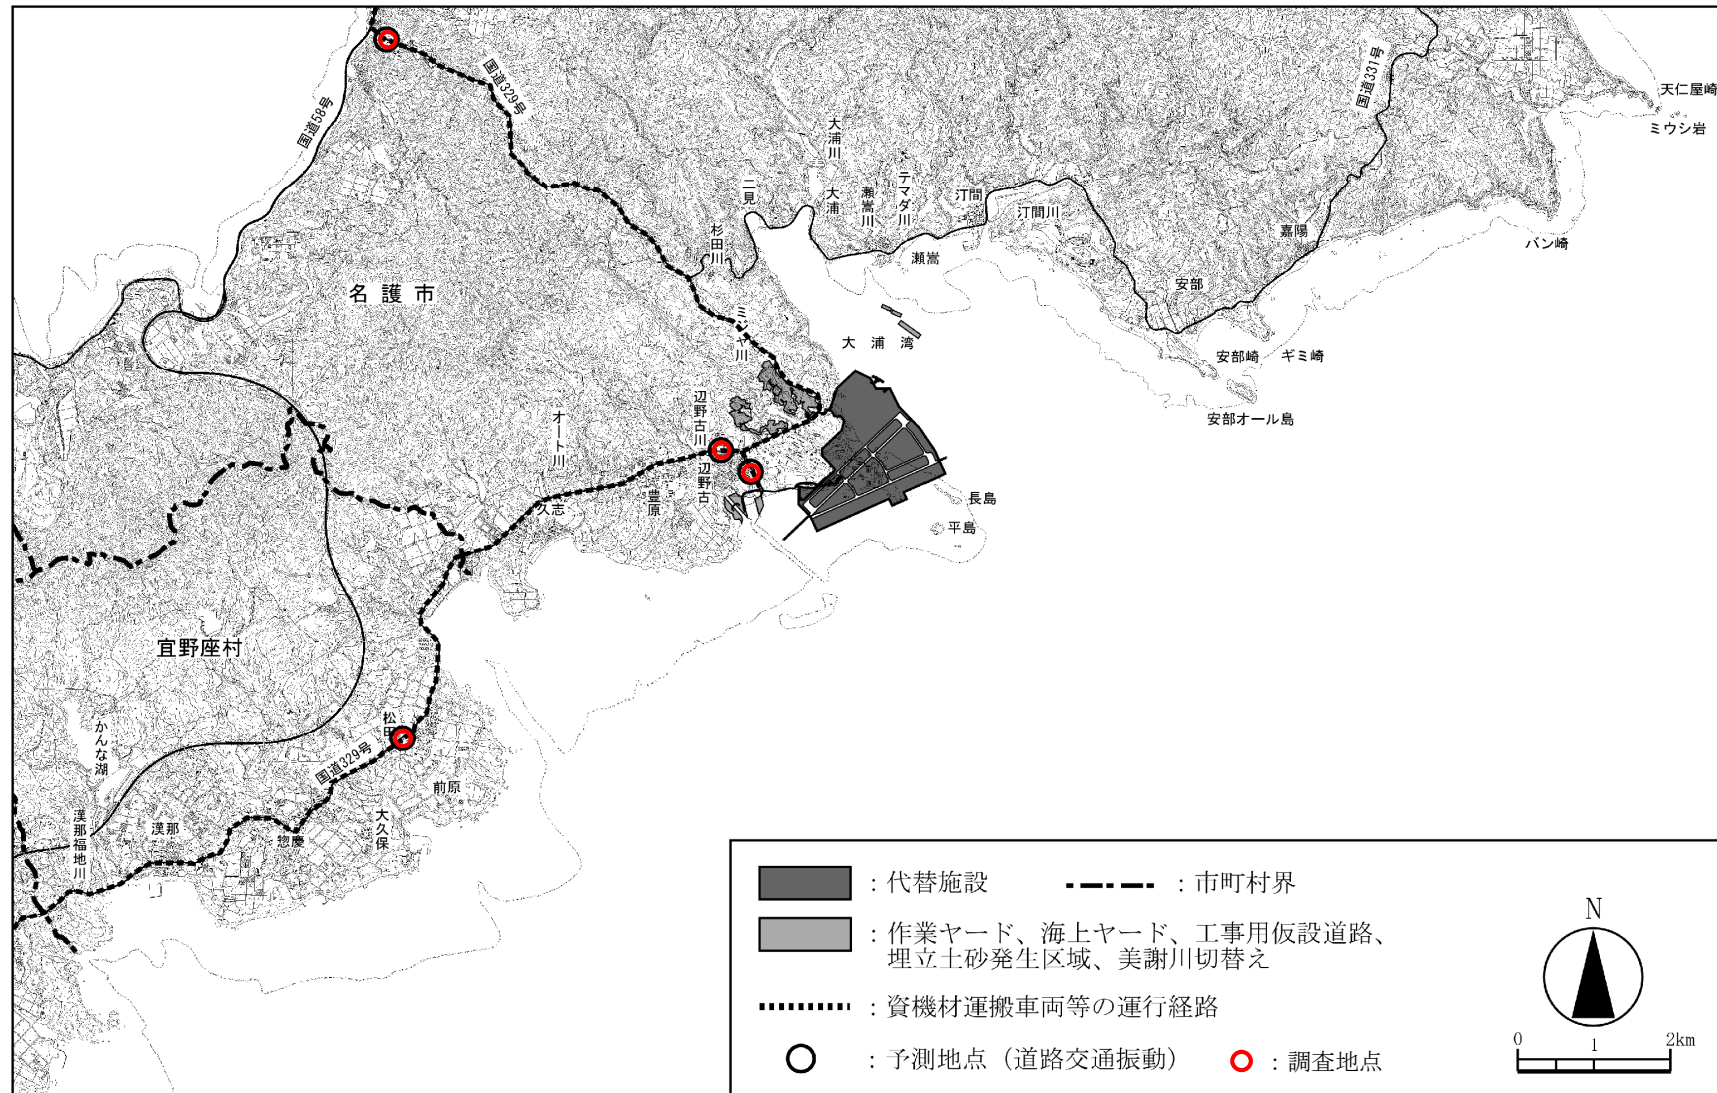 国道329号
国道58号
国道331号
天仁屋崎
ミウシ岩
大浦川
二見
大浦
瀬嵩川
テマダ川
汀間
汀間川
杉田川
瀬嵩
嘉陽
バン崎
安部
名護市
ミジャ川
大浦湾
安部崎
ギミ崎
安部オール島
辺野古川
オート川
辺野古
豊原
久志
長島
平島
宜野座村
松田
かんな湖
国道329号
前原
漢那福地川
漢那
惣慶
大久保
：代替施設
：市町村界
：作業ヤード、海上ヤード、工事用仮設道路、
埋立土砂発生区域、美謝川切替え
：資機材運搬車両等の運行経路
：予測地点（道路交通振動）
：調査地点
N
0 1 2km